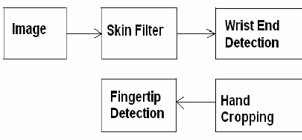 Image
Skin Filter
Wrist End
Detection
Hand
Cropping
Fingertip
Detection